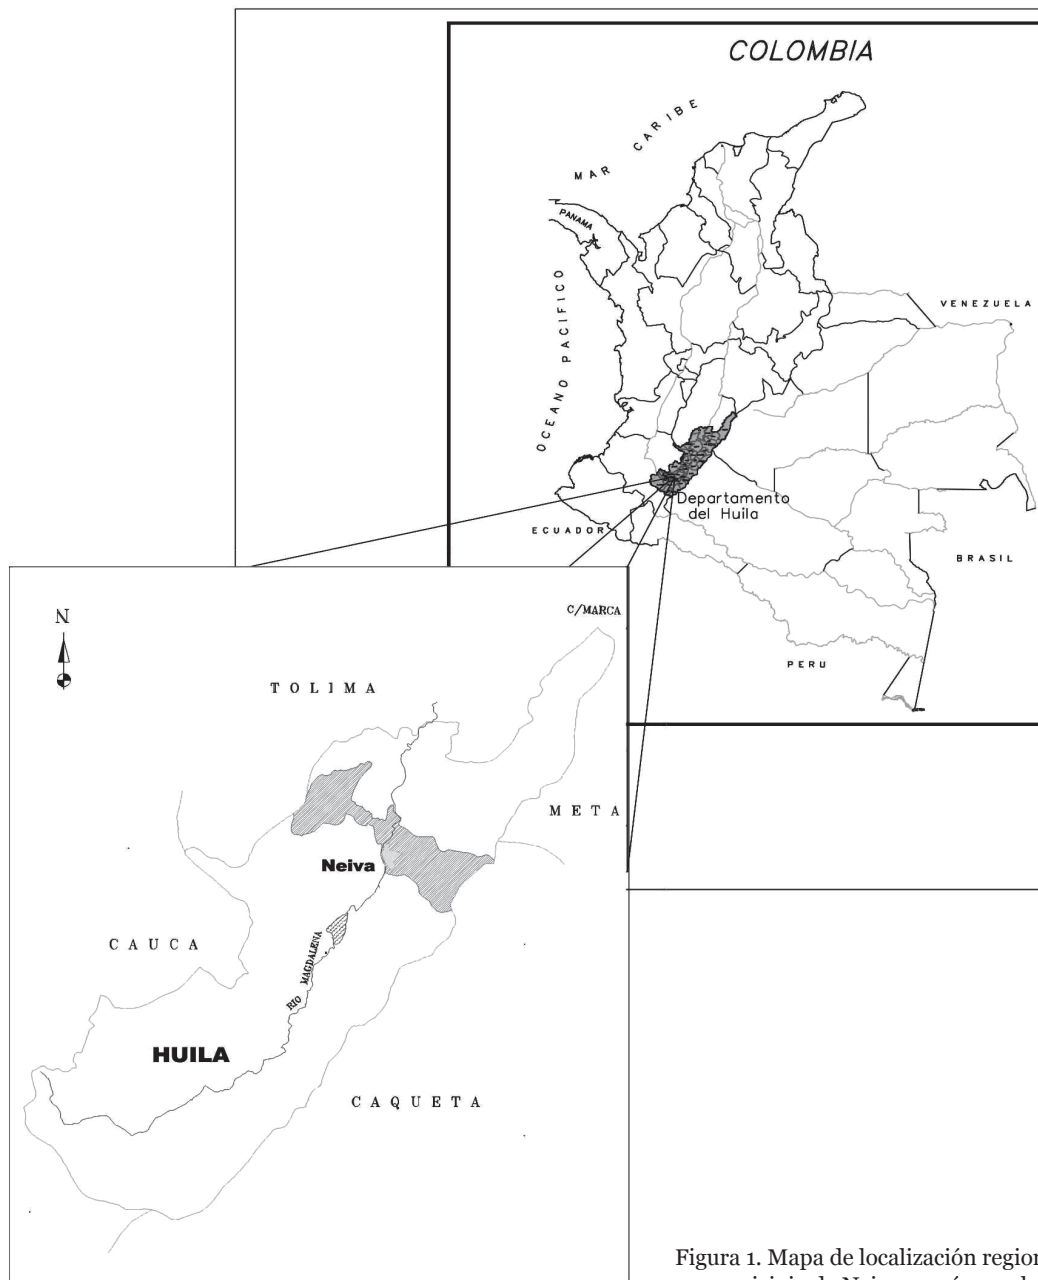 COLOMBIA
MAR CARIBE
PANAMA
OCEANO PACIFICO
VENEZUELA
Departamento
del Huila
ECUADOR
BRASIL
PERU
C/MARCA
N
TOLIMA
META
Neiva
CAUCA
RIO MAGDALENA
HUILA
CAQUETA
Figura 1. Mapa de localización region